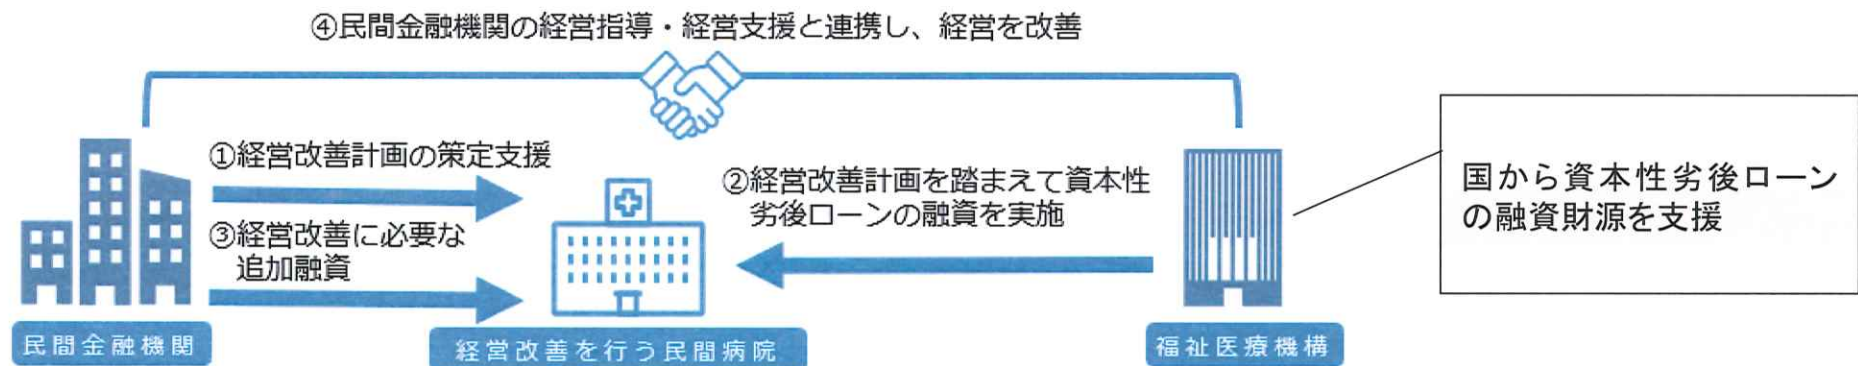 ④民間金融機関の経営指導・経営支援と連携し、経営を改善
①経営改善計画の策定支援
③経営改善に必要な
追加融資
②経営改善計画を踏まえて資本性
劣後ローンの融資を実施
国から資本性劣後ローン
の融資財源を支援
民間金融機関
経営改善を行う民間病院
福祉医療機構